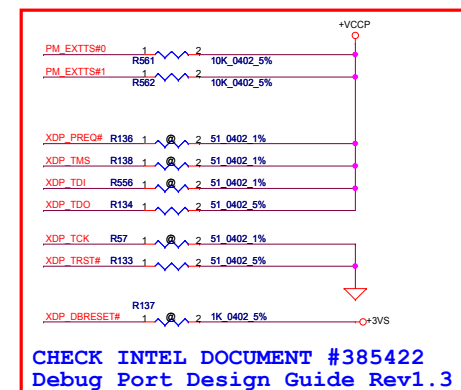 +VCCP
PM_EXTTS#0 1 2
R561 10K_0402_5%
PM_EXTTS#1 1 2
R562 10K_0402_5%
XDP_PREQ# R136 1 @ 2 51_0402_1%
XDP_TMS R138 1 @ 2 51_0402_1%
XDP_TDI R556 1 @ 2 51_0402_1%
XDP_TDO R134 1 @ 2 51_0402_5%
XDP_TCK R57 1 @ 2 51_0402_1%
XDP_TRST# R133 1 @ 2 51_0402_5%
R137
XDP_DBRESET# 1 @ 2 1K_0402_5% +3VS
CHECK INTEL DOCUMENT #385422
Debug Port Design Guide Rev1.3